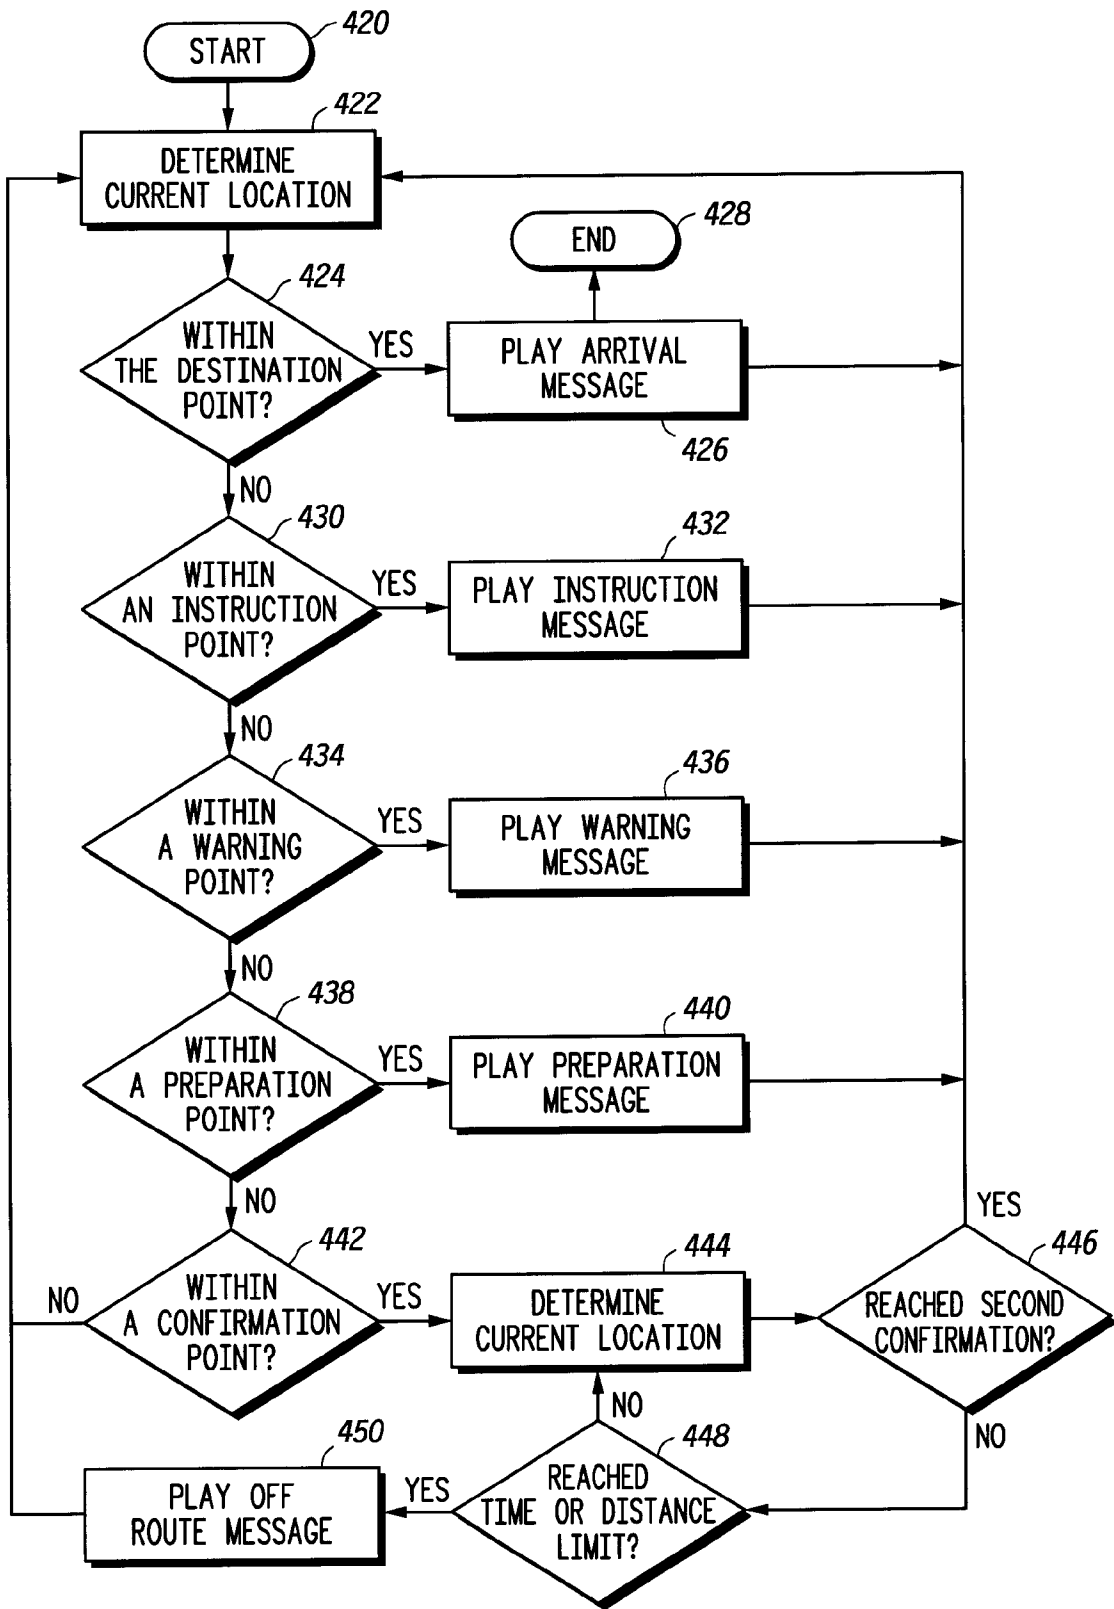 420
START
422
DETERMINE
CURRENT LOCATION
428
END
424
WITHIN
THE DESTINATION
POINT?
YES
PLAY ARRIVAL
MESSAGE
426
NO
430
WITHIN
AN INSTRUCTION
POINT?
YES
432
PLAY INSTRUCTION
MESSAGE
NO
434
WITHIN
A WARNING
POINT?
YES
436
PLAY WARNING
MESSAGE
NO
438
WITHIN
A PREPARATION
POINT?
YES
440
PLAY PREPARATION
MESSAGE
NO
442
WITHIN
A CONFIRMATION
POINT?
NO
YES
444
DETERMINE
CURRENT LOCATION
YES
446
REACHED SECOND
CONFIRMATION?
NO
448
REACHED
TIME OR DISTANCE
LIMIT?
NO
YES
450
PLAY OFF
ROUTE MESSAGE